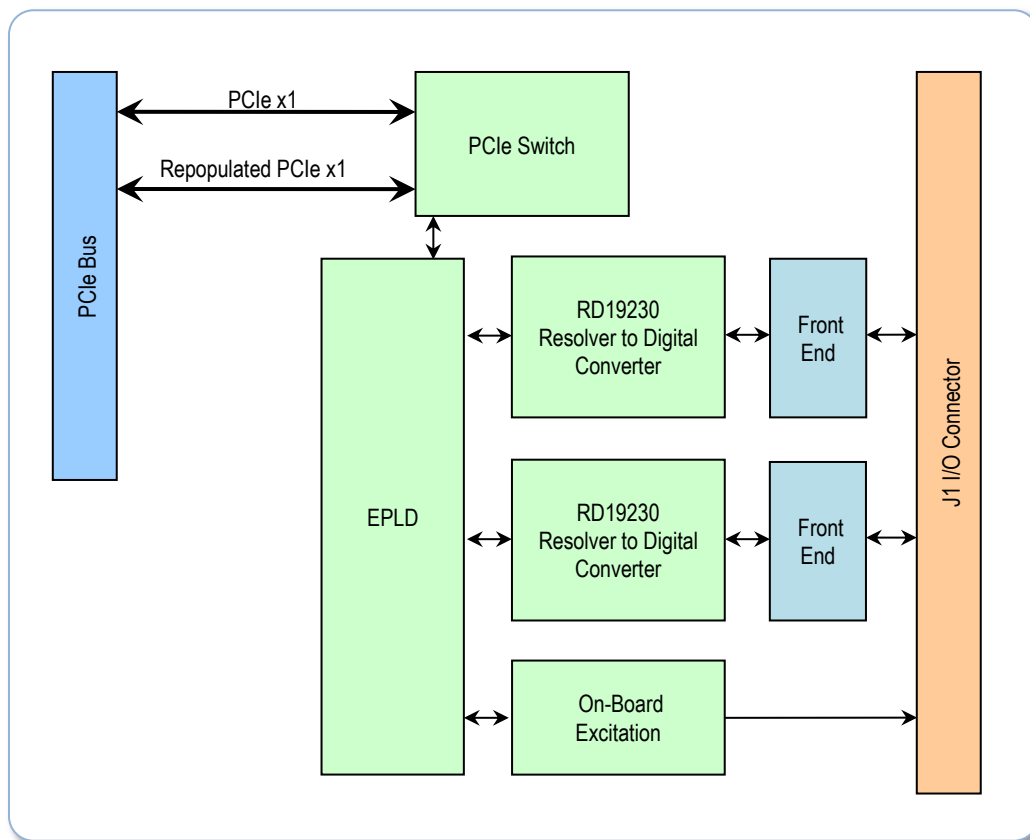 PCIe x1
PCIe Switch
Repopulated PCIe x1
PCIe Bus
RD19230
Resolver to Digital
Converter
Front
End
J1 I/O Connector
EPLD
RD19230
Resolver to Digital
Converter
Front
End
On-Board
Excitation